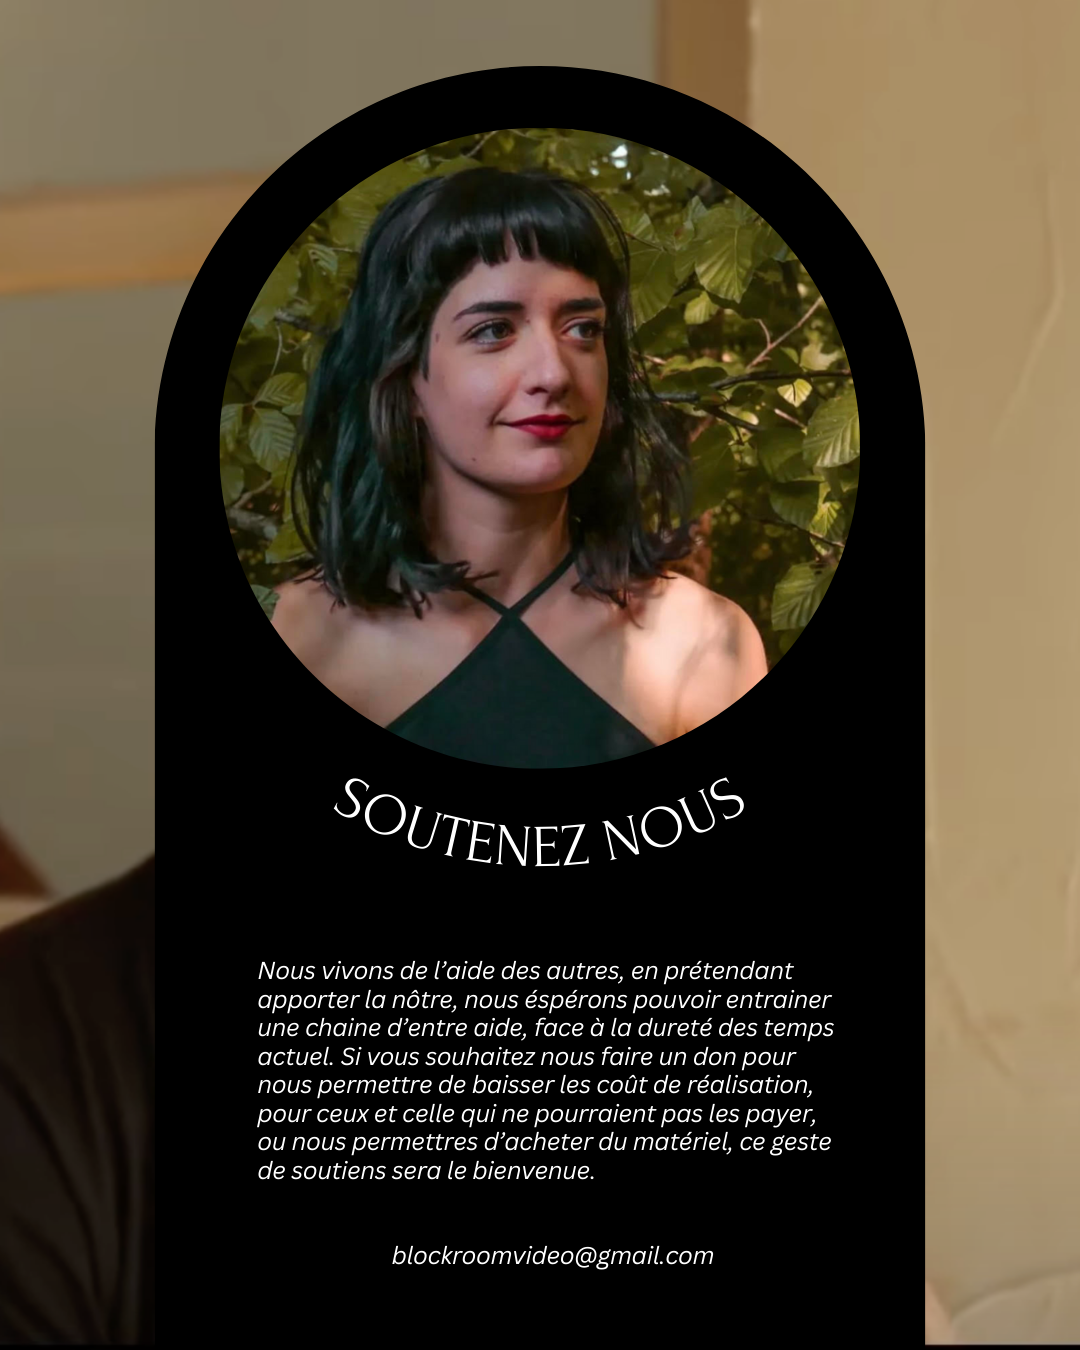 SOUTENEZ NOUS
Nous vivons de l’aide des autres, en prétendant
apporter la nôtre, nous éspérons pouvoir entrainer
une chaine d’entre aide, face à la dureté des temps
actuel. Si vous souhaitez nous faire un don pour
nous permettre de baisser les coût de réalisation,
pour ceux et celle qui ne pourraient pas les payer,
ou nous permettres d’acheter du matériel, ce geste
de soutiens sera le bienvenue.
blockroomvideo@gmail.com